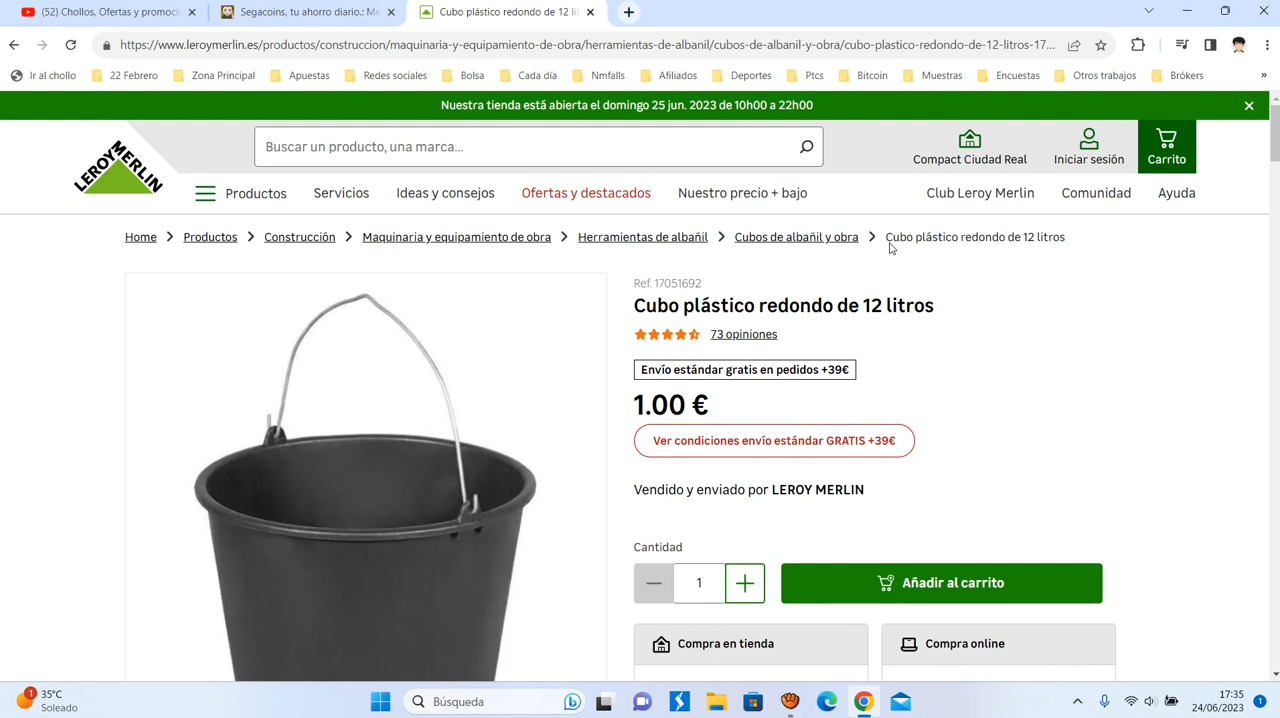 (52) Chollos, Ofertas y promocio
Segacoins, tu ahorro diario.: Me
Cubo plástico redondo de 12 lit
https://www.leroymerlin.es/productos/construccion/maquinaria-y-equipamiento-de-obra/herramientas-de-albanil/cubos-de-albanil-y-obra/cubo-plastico-redondo-de-12-litros-17...
Ir al chollo
22 Febrero
Zona Principal
Apuestas
Redes sociales
Bolsa
Cada día
Nmfalls
Afiliados
Deportes
Ptcs
Bitcoin
Muestras
Encuestas
Otros trabajos
Brókers
»
Nuestra tienda está abierta el domingo 25 jun. 2023 de 10h00 a 22h00
LEROY MERLIN
Buscar un producto, una marca...
Compact Ciudad Real
Iniciar sesión
Carrito
Productos
Servicios
Ideas y consejos
Ofertas y destacados
Nuestro precio + bajo
Club Leroy Merlin
Comunidad
Ayuda
Home > Productos > Construcción > Maquinaria y equipamiento de obra > Herramientas de albañil > Cubos de albañil y obra > Cubo plástico redondo de 12 litros
Ref. 17051692
Cubo plástico redondo de 12 litros
73 opiniones
Envío estándar gratis en pedidos +39€
1.00 €
Ver condiciones envío estándar GRATIS +39€
Vendido y enviado por LEROY MERLIN
Cantidad
1
Añadir al carrito
Compra en tienda
Compra online
1
35°C
Soleado
Búsqueda
17:35
24/06/2023
1